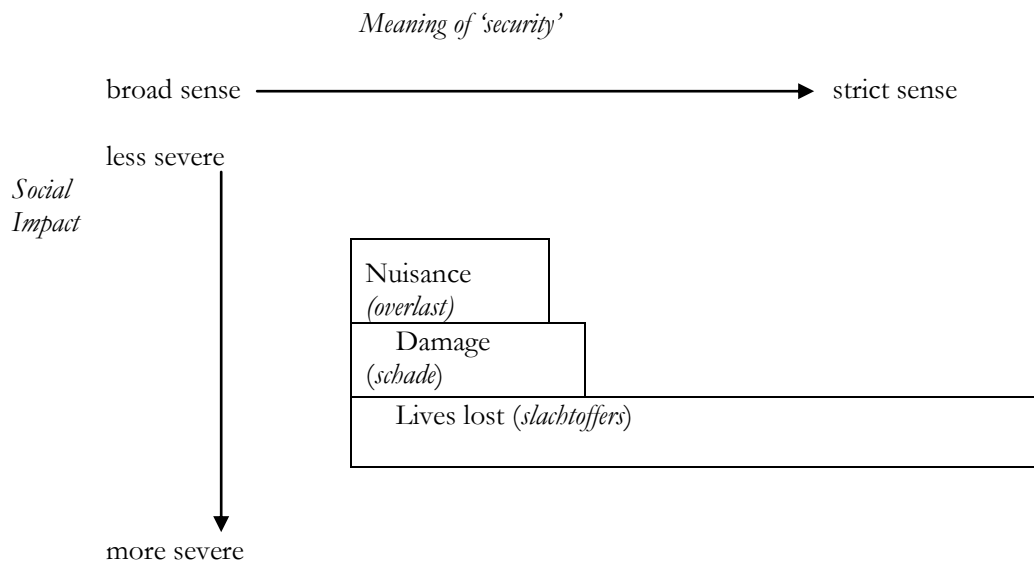 Meaning of ‘security’
broad sense
strict sense
less severe
Social
Impact
Nuisance
(overlast)
Damage
(schade)
Lives lost (slachtoffers)
more severe